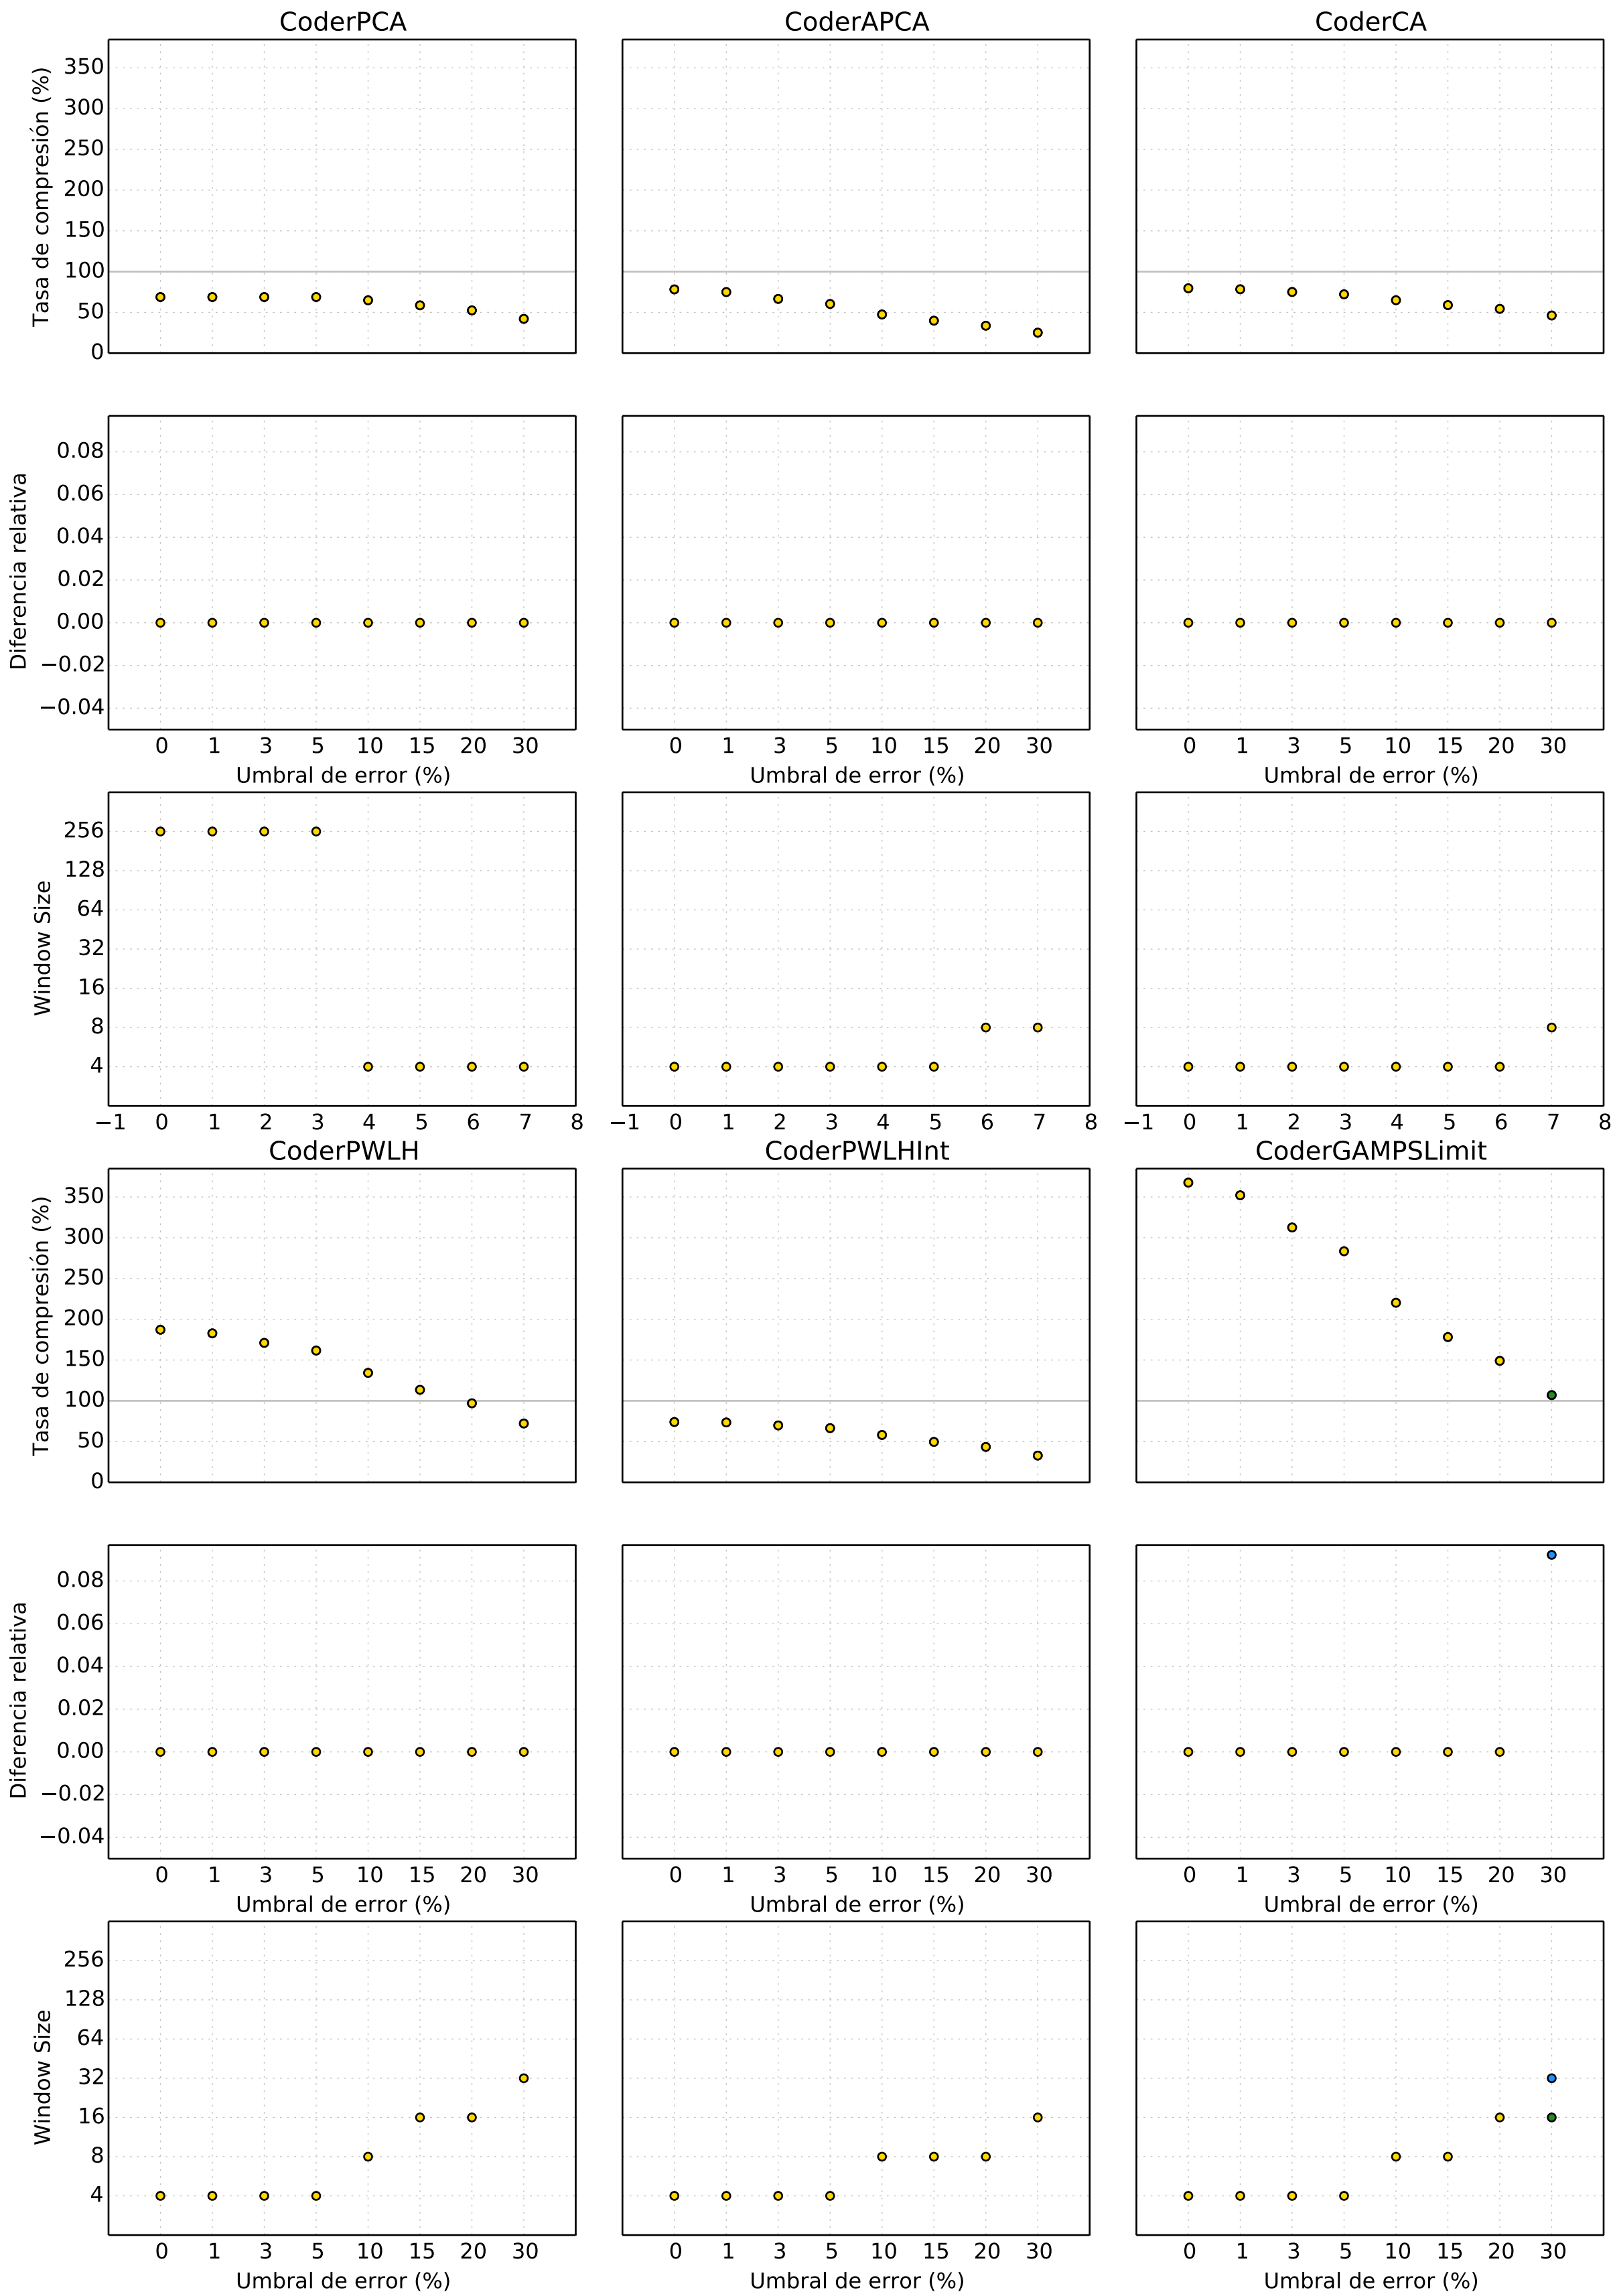 CoderPCA CoderAPCA CoderCA
Tasa de compresión (%)
350
300
250
200
150
100
50
0
Diferencia relativa
0.08
0.06
0.04
0.02
0.00
−0.02
−0.04
0 1 3 5 10 15 20 30 0 1 3 5 10 15 20 30 0 1 3 5 10 15 20 30
Umbral de error (%) Umbral de error (%) Umbral de error (%)
Window Size
256
128
64
32
16
8
4
−1 0 1 2 3 4 5 6 7 8 −1 0 1 2 3 4 5 6 7 8 −1 0 1 2 3 4 5 6 7 8
CoderPWLH CoderPWLHInt CoderGAMPSLimit
Tasa de compresión (%)
350
300
250
200
150
100
50
0
Diferencia relativa
0.08
0.06
0.04
0.02
0.00
−0.02
−0.04
0 1 3 5 10 15 20 30 0 1 3 5 10 15 20 30 0 1 3 5 10 15 20 30
Umbral de error (%) Umbral de error (%) Umbral de error (%)
Window Size
256
128
64
32
16
8
4
0 1 3 5 10 15 20 30 0 1 3 5 10 15 20 30 0 1 3 5 10 15 20 30
Umbral de error (%) Umbral de error (%) Umbral de error (%)